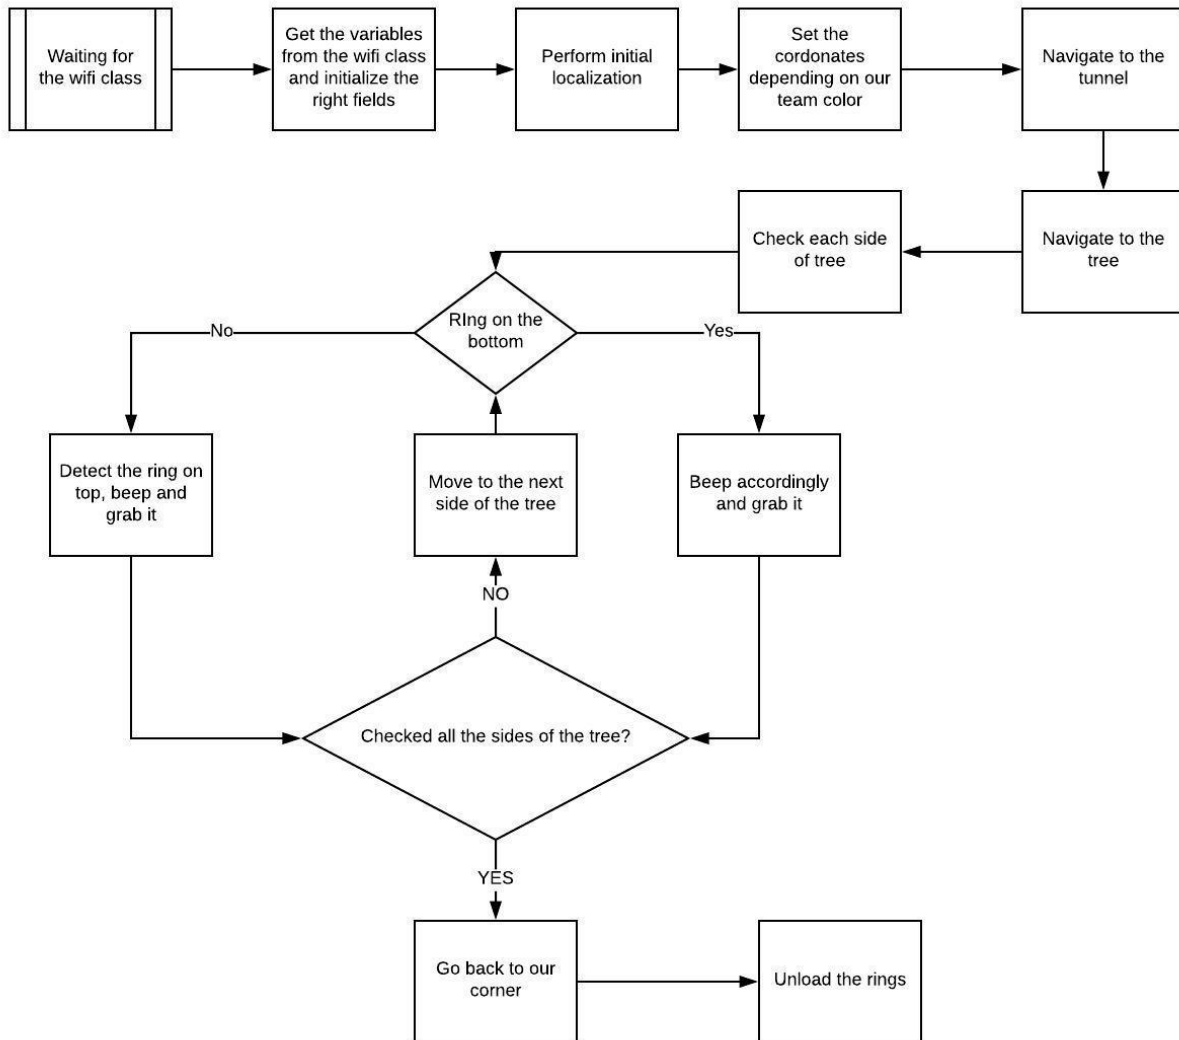 Waiting for
the wifi class
Get the variables
from the wifi class
and initialize the
right fields
Perform initial
localization
Set the
cordonates
depending on our
team color
Navigate to the
tunnel
Navigate to the
tree
Check each side
of tree
RIng on the
bottom
No
Yes
Detect the ring on
top, beep and
grab it
Move to the next
side of the tree
Beep accordingly
and grab it
NO
Checked all the sides of the tree?
YES
Go back to our
corner
Unload the rings